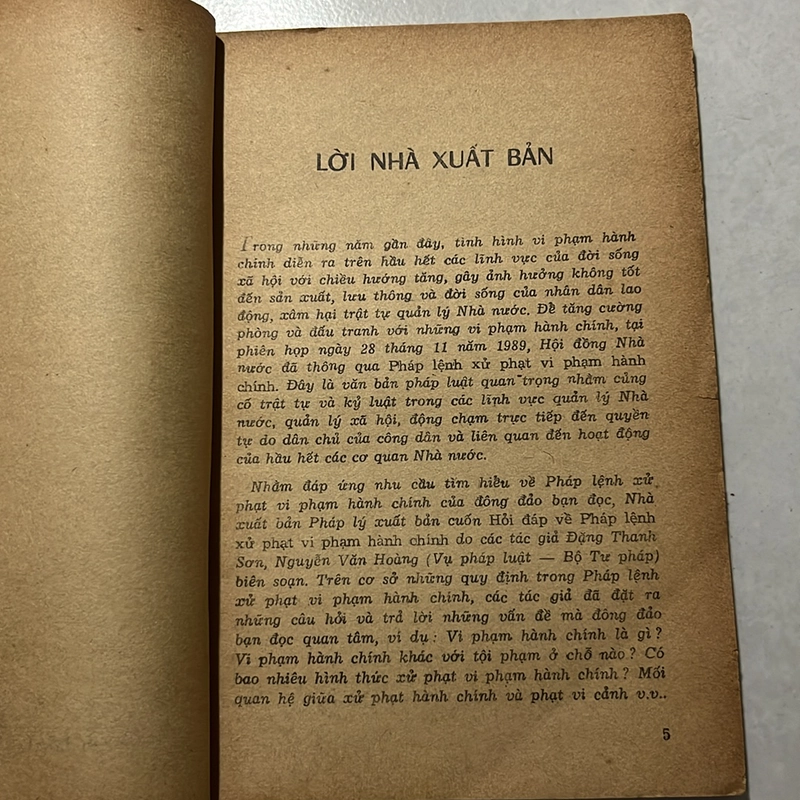 LỜI NHÀ XUẤT BẢN
Trong những năm gần đây, tình hình vi phạm hành
chính diễn ra trên hầu hết các lĩnh vực của đời sống
xã hội với chiều hướng tăng, gây ảnh hưởng không tốt
đến sản xuất, lưu thông và đời sống của nhân dân lao
động, xâm hại trật tự quản lý Nhà nước. Để tăng cường
phòng và đấu tranh với những vi phạm hành chính, tại
phiên họp ngày 28 tháng 11 năm 1989, Hội đồng Nhà
nước đã thông qua Pháp lệnh xử phạt vi phạm hành
chính. Đây là văn bản pháp luật quan trọng nhằm củng
cố trật tự và kỷ luật trong các lĩnh vực quản lý Nhà
nước, quản lý xã hội, động chạm trực tiếp đến quyền
tự do dân chủ của công dân và liên quan đến hoạt động
của hầu hết các cơ quan Nhà nước.
Nhằm đáp ứng nhu cầu tìm hiểu về Pháp lệnh xử
phạt vi phạm hành chính của đông đảo bạn đọc, Nhà
xuất bản Pháp lý xuất bản cuốn Hỏi đáp về Pháp lệnh
xử phạt vi phạm hành chính do các tác giả Đặng Thanh
Sơn, Nguyễn Văn Hoàng (Vụ pháp luật — Bộ Tư pháp)
biên soạn. Trên cơ sở những quy định trong Pháp lệnh
xử phạt vi phạm hành chính, các tác giả đã đặt ra
những câu hỏi và trả lời những vấn đề mà đông đảo
bạn đọc quan tâm, ví dụ : Vi phạm hành chính là gì ?
Vi phạm hành chính khác với tội phạm ở chỗ nào ? Có
bao nhiêu hình thức xử phạt vi phạm hành chính ? Mối
quan hệ giữa xử phạt hành chính và phạt vi cảnh v.v..
5